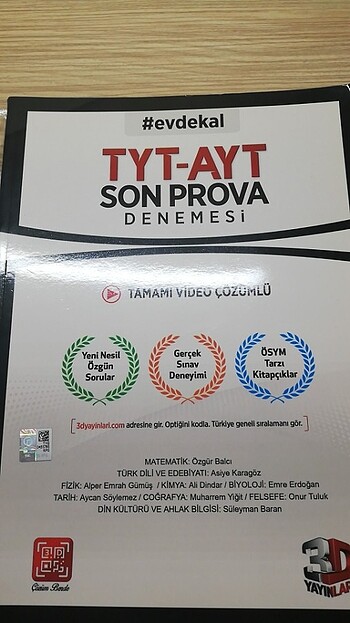 #evdekal
TYT-AYT
SON PROVA
DENEMESİ
TAMAMI VİDEO ÇÖZÜMLÜ
Yeni Nesil
Özgün
Sorular
Gerçek
Sınav
Deneyimi
ÖSYM
Tarzı
Kitapçıklar
[ 3dyayinlari.com adresine gir. Optiğini kodla. Türkiye geneli sıralamanı gör. ]
MATEMATİK: Özgür Balcı
TÜRK DİLİ VE EDEBİYATI: Asiye Karagöz
FİZİK: Alper Emrah Gümüş / KİMYA: Ali Dindar / BİYOLOJİ: Emre Erdoğan
TARİH: Aycan Söylemez / COĞRAFYA: Muharrem Yiğit / FELSEFE: Onur Tuluk
DİN KÜLTÜRÜ VE AHLAK BİLGİSİ: Süleyman Baran
Çözüm Bende
3D
YAYINLARI